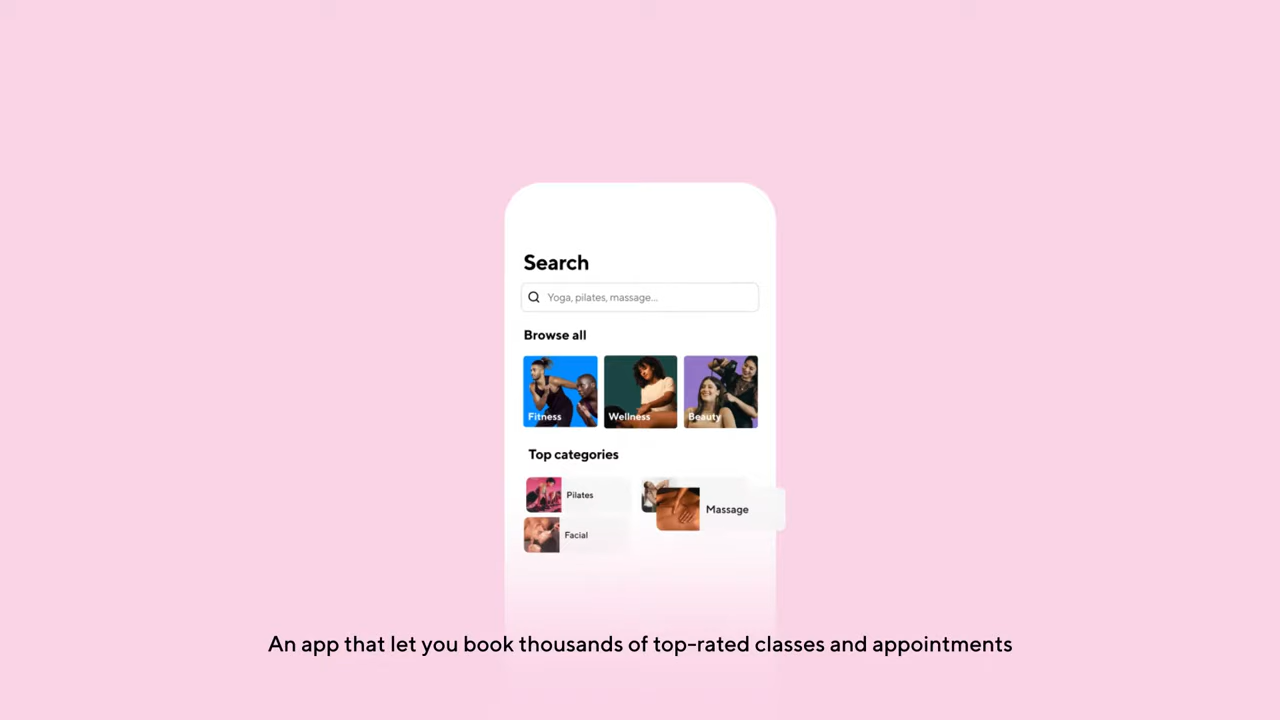 Search
Yoga, pilates, massage...
Browse all
Fitness
Wellness
Beauty
Top categories
Pilates
Massage
Facial
An app that let you book thousands of top-rated classes and appointments